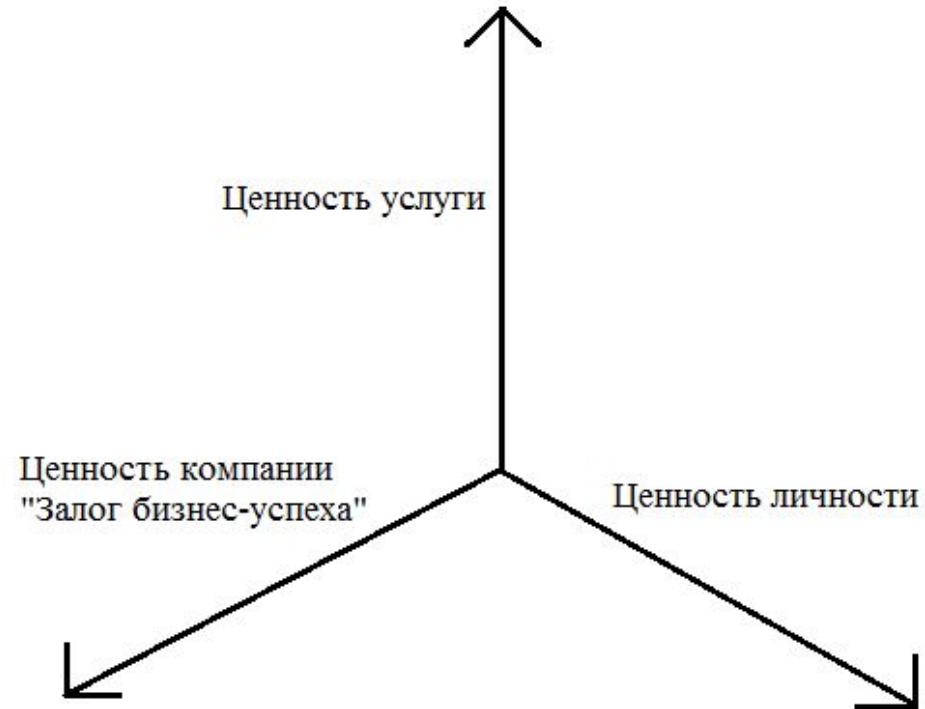 Ценность услуги
Ценность компании
"Залог бизнес-успеха"
Ценность личности